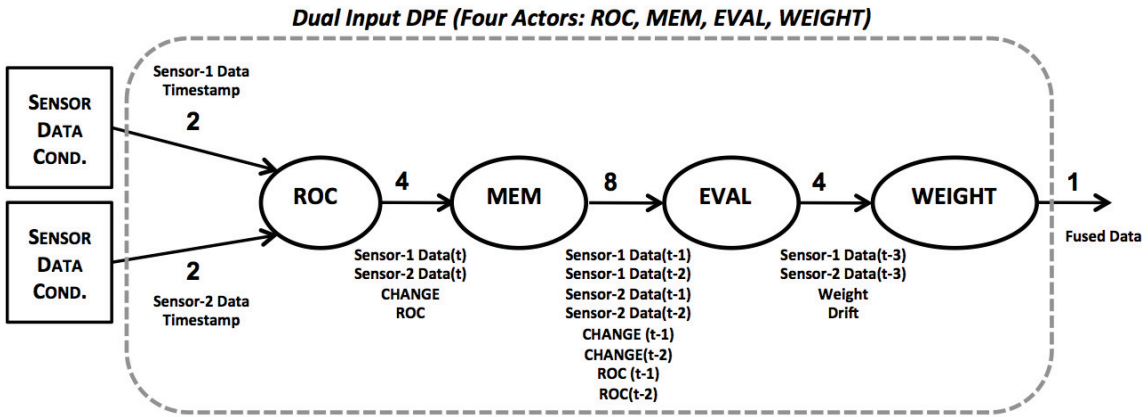 Dual Input DPE (Four Actors: ROC, MEM, EVAL, WEIGHT)
SENSOR
DATA
COND.
Sensor-1 Data
Timestamp
2
SENSOR
DATA
COND.
2
Sensor-2 Data
Timestamp
ROC
4
Sensor-1 Data(t)
Sensor-2 Data(t)
CHANGE
ROC
MEM
8
Sensor-1 Data(t-1)
Sensor-1 Data(t-2)
Sensor-2 Data(t-1)
Sensor-2 Data(t-2)
CHANGE (t-1)
CHANGE(t-2)
ROC (t-1)
ROC(t-2)
EVAL
4
Sensor-1 Data(t-3)
Sensor-2 Data(t-3)
Weight
Drift
WEIGHT
1
Fused Data